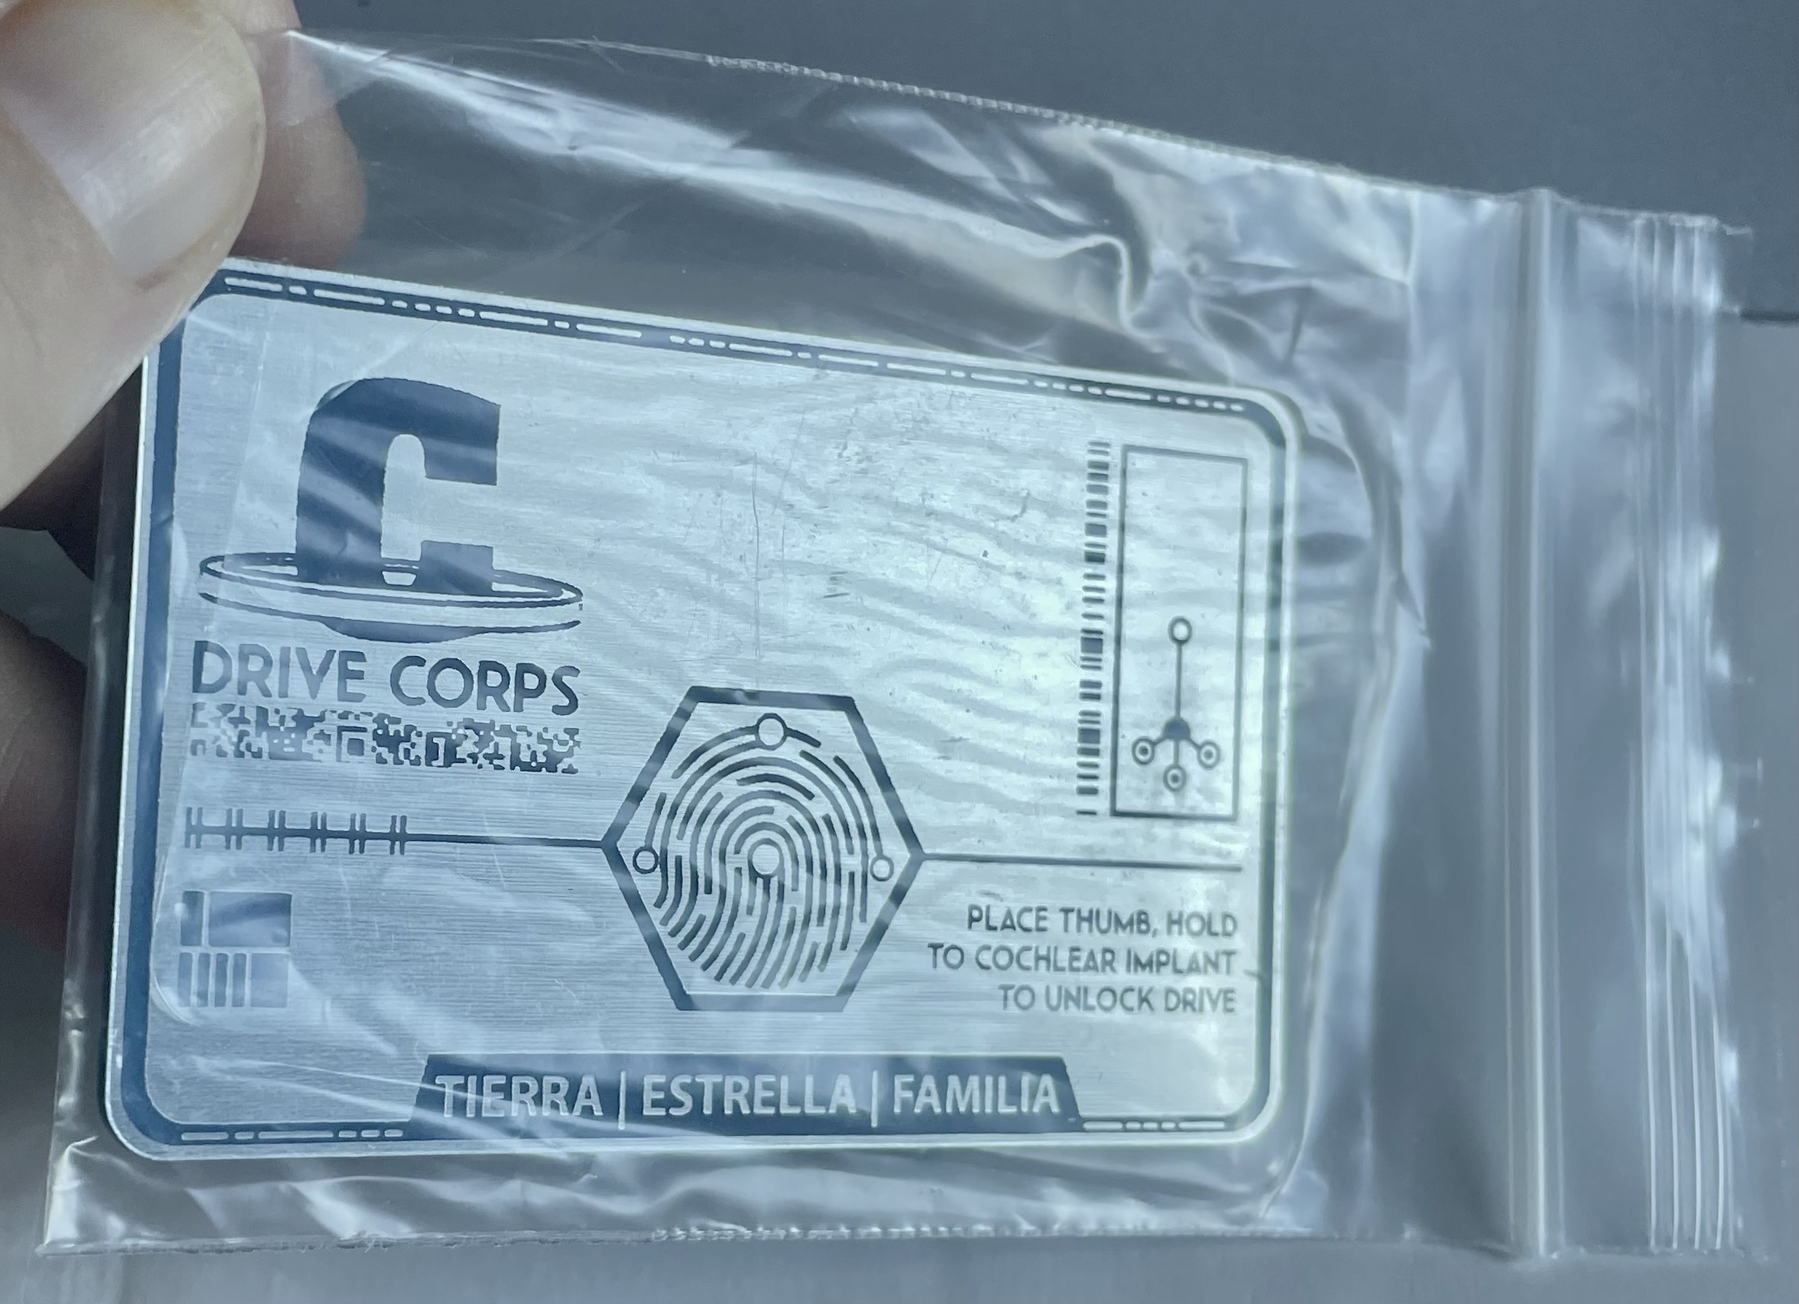 C
DRIVE CORPS
PLACE THUMB, HOLD
TO COCHLEAR IMPLANT
TO UNLOCK DRIVE
TIERRA | ESTRELLA | FAMILIA